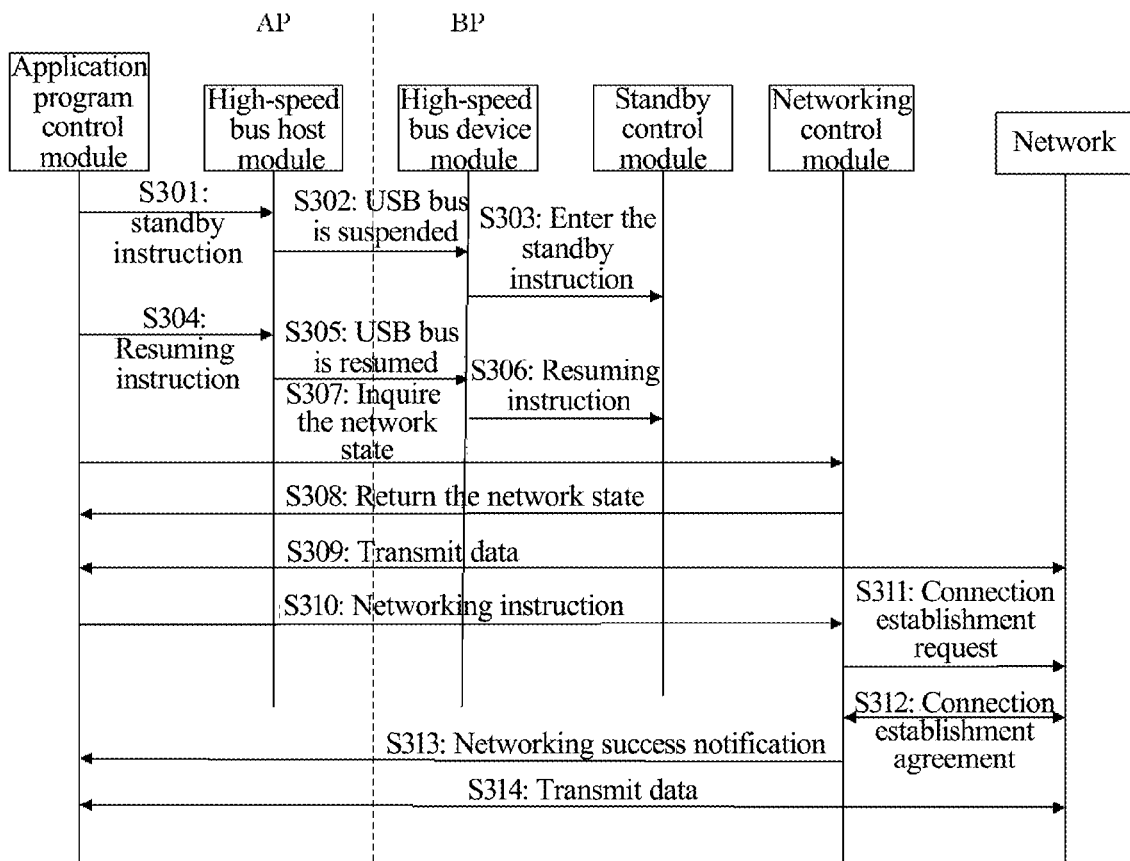 AP
BP
Application
program
control
module
High-speed
bus host
module
High-speed
bus device
module
Standby
control
module
Networking
control
module
Network
S301:
standby
instruction
S302: USB bus
is suspended
S303: Enter the
standby
instruction
S304:
Resuming
instruction
S305: USB bus
is resumed
S306: Resuming
instruction
S307: Inquire
the network
state
S308: Return the network state
S309: Transmit data
S310: Networking instruction
S311: Connection
establishment
request
S312: Connection
establishment
agreement
S313: Networking success notification
S314: Transmit data